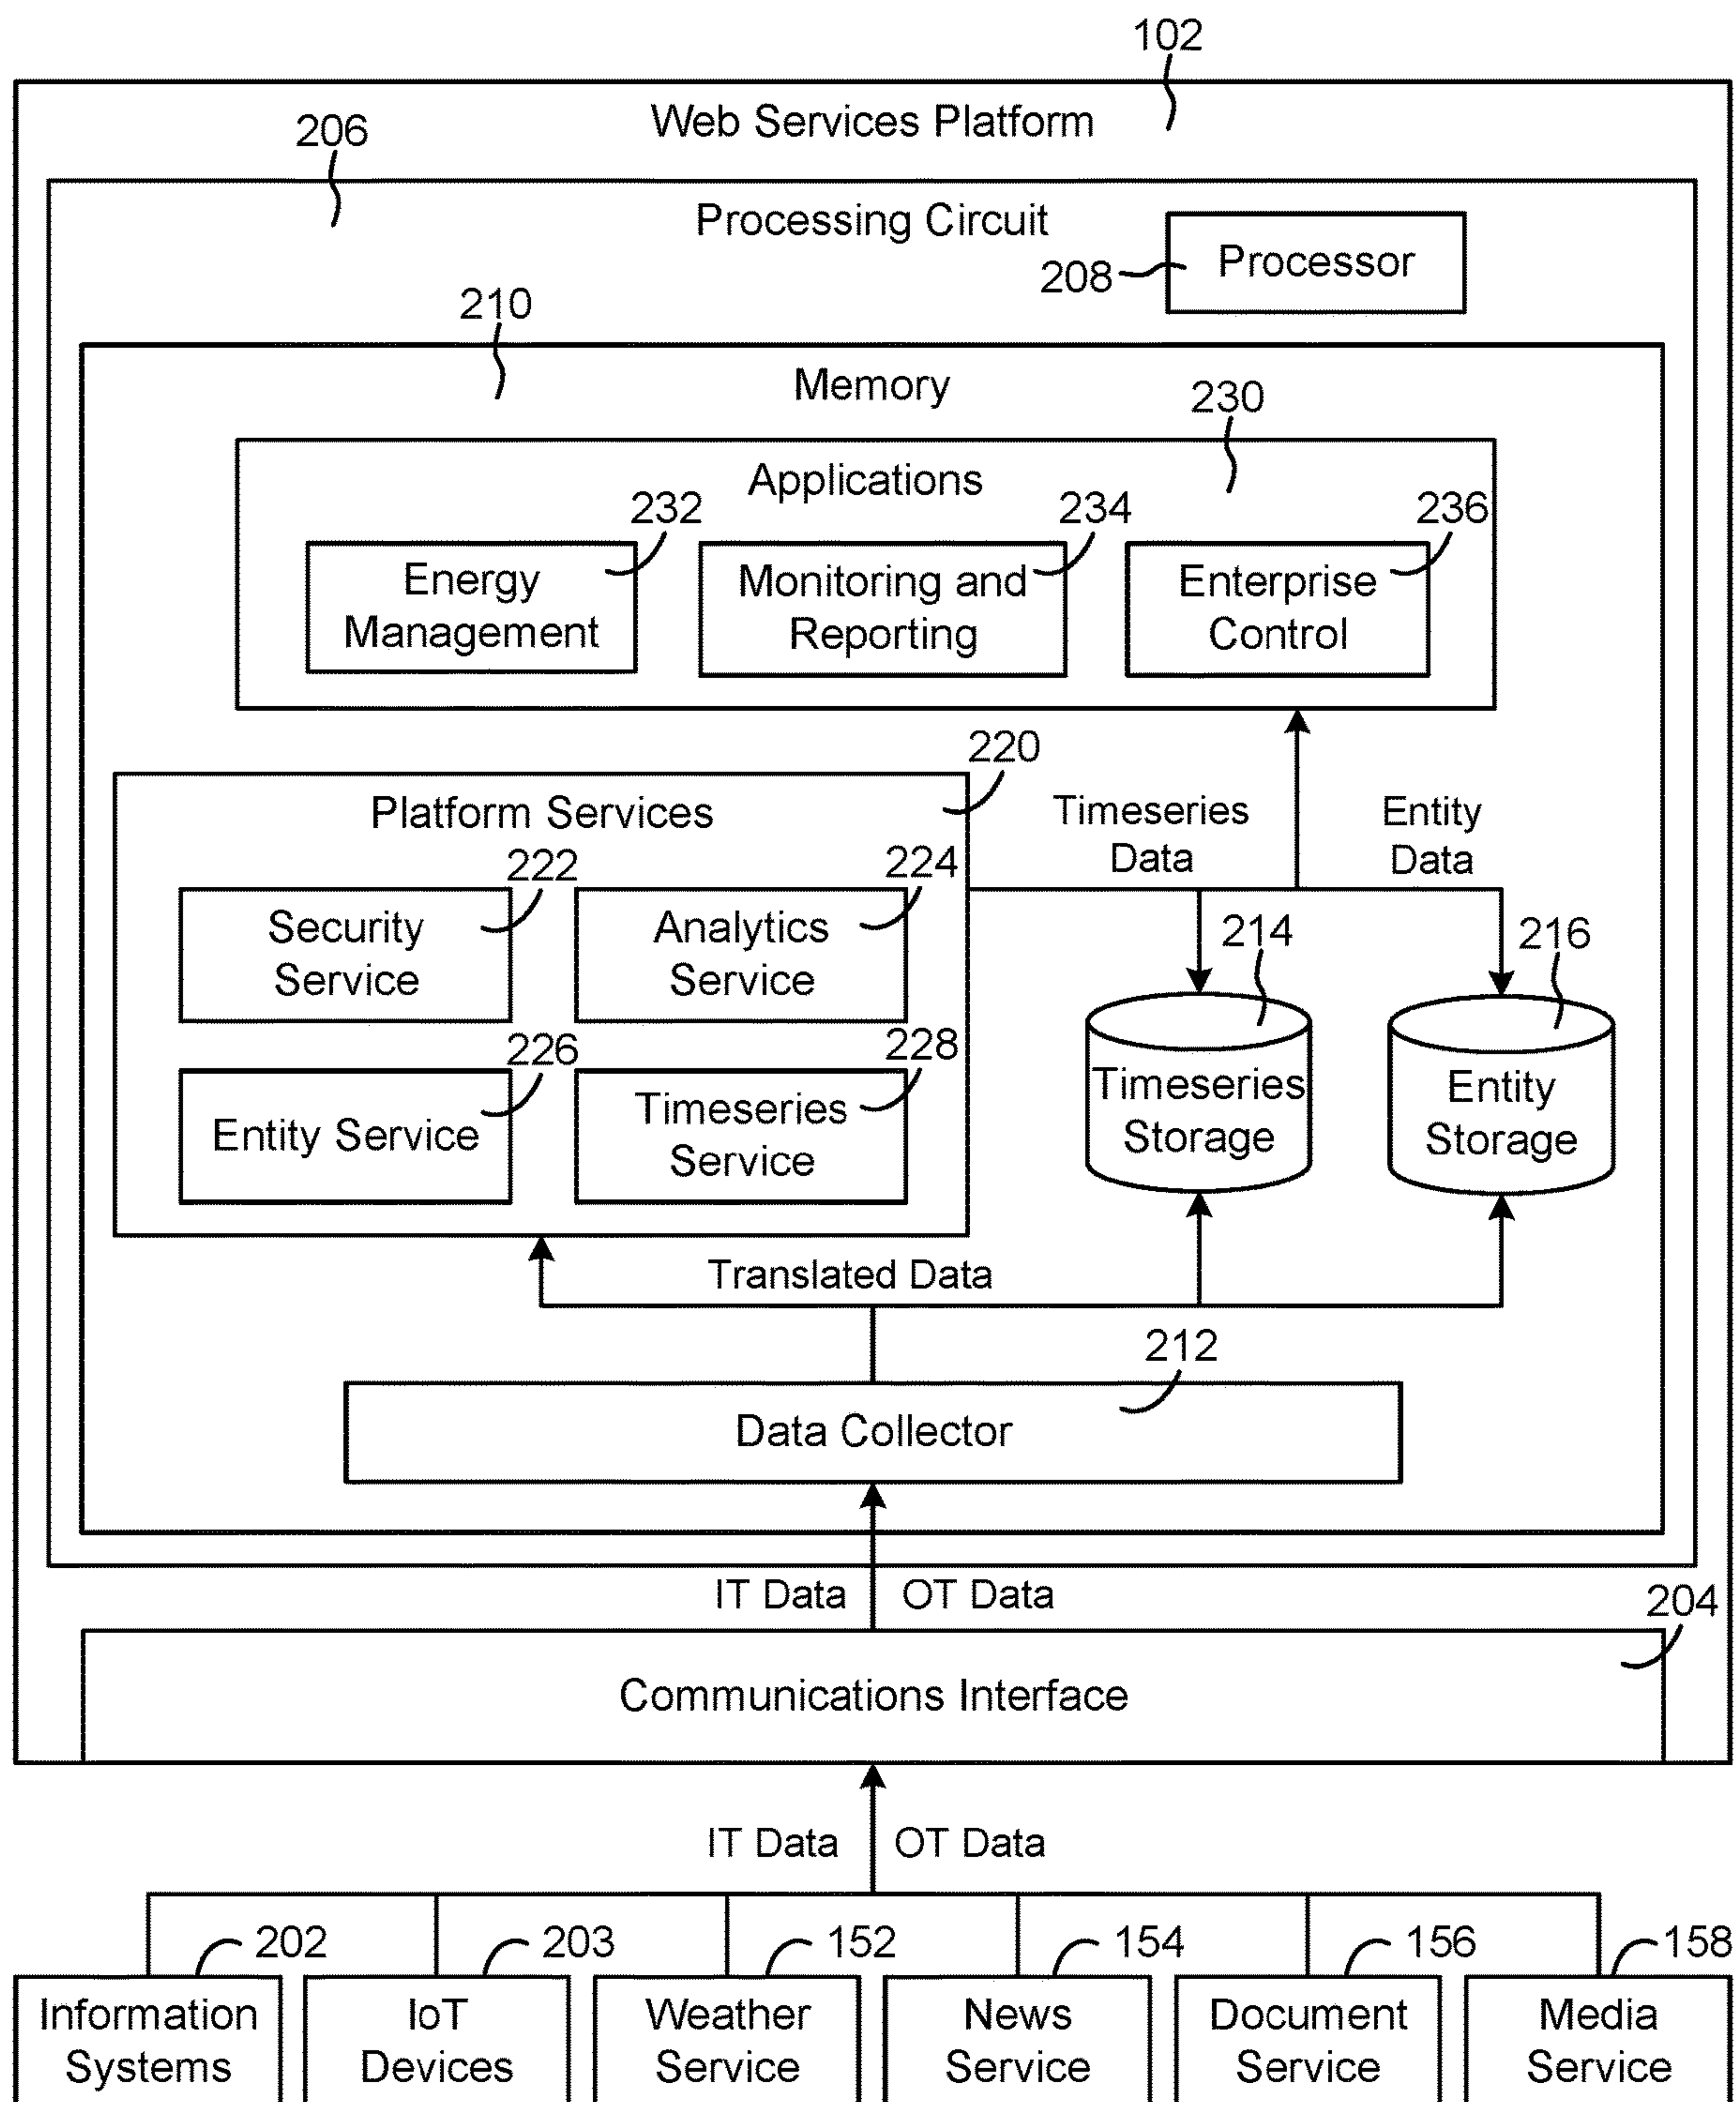 102
Web Services Platform
206
Processing Circuit
Processor
208
210
Memory
230
Applications
232
234
236
Energy
Management
Monitoring and
Reporting
Enterprise
Control
220
Platform Services
Timeseries
Data
Entity
Data
222
224
Security
Service
Analytics
Service
214
216
226
228
Entity Service
Timeseries
Service
Timeseries
Storage
Entity
Storage
Translated Data
212
Data Collector
IT Data
OT Data
204
Communications Interface
IT Data
OT Data
202
203
152
154
156
158
Information
Systems
IoT
Devices
Weather
Service
News
Service
Document
Service
Media
Service